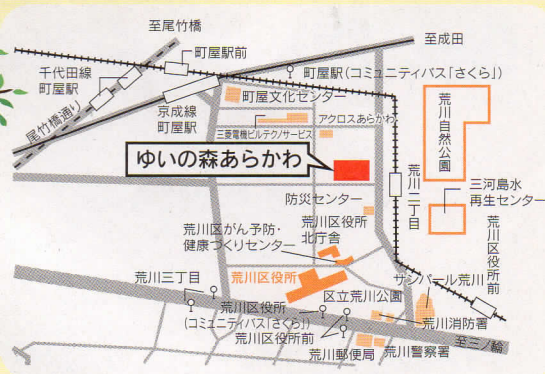 至尾竹橋
至成田
町屋駅前
千代田線
町屋駅
町屋駅(コミュニティバス「さくら」)
尾竹橋通り
京成線
町屋駅
町屋文化センター
アクロスあらかわ
三菱電機ビルテクノサービス
荒川自然公園
ゆいの森あらかわ
荒川二丁目
三河島水
再生センター
防災センター
荒川区役所
北庁舎
荒川区がん予防・
健康づくりセンター
荒川区役所前
荒川三丁目
荒川区役所
サンパール荒川
区立荒川公園
荒川区役所
(コミュニティバス「さくら」)
荒川区役所前
荒川消防署
至三ノ輪
荒川郵便局
荒川警察署